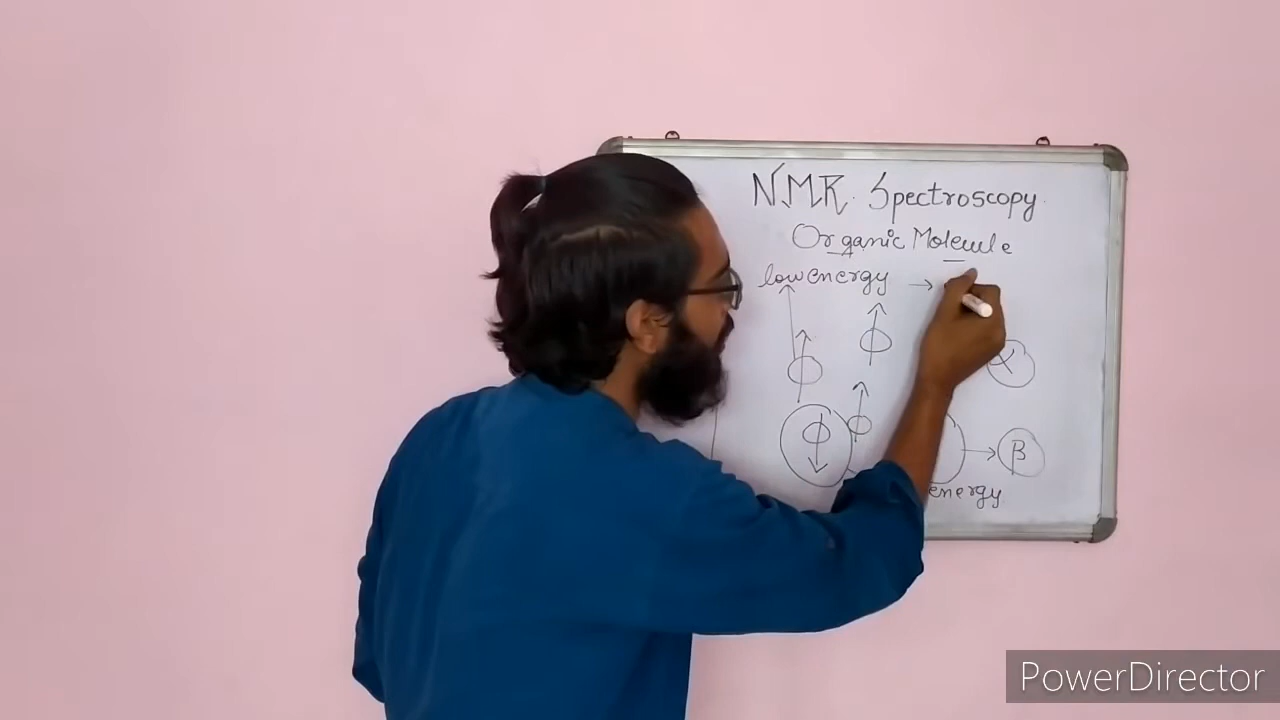 NMR. Spectroscopy.
Organic Molecule
low energy →
α
β
energy
PowerDirector